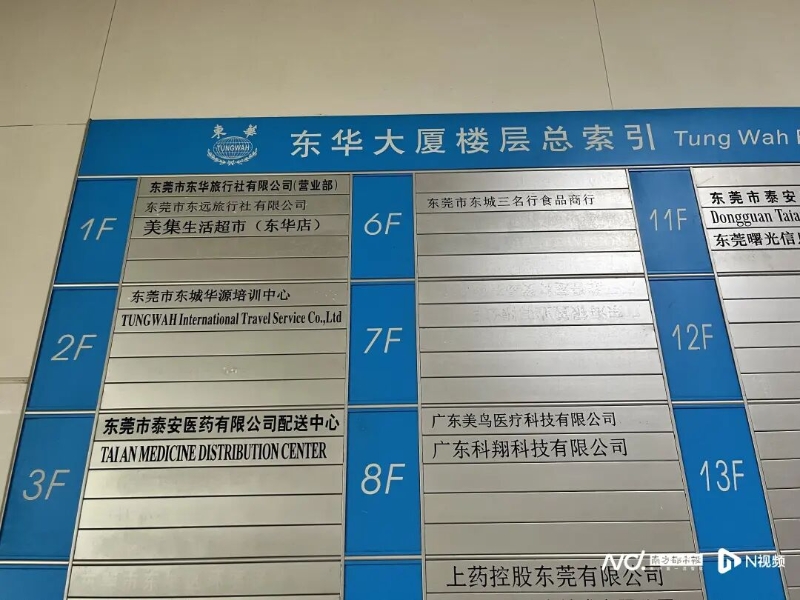 東華
TUNGWAH
东华大厦楼层总索引 Tung Wah
1F
东莞市东华旅行社有限公司(营业部)
东莞市东远旅行社有限公司
美集生活超市（东华店）
2F
东莞市东城华源培训中心
TUNGWAH International Travel Service Co.,Ltd
3F
东莞市泰安医药有限公司配送中心
TAI AN MEDICINE DISTRIBUTION CENTER
6F
东莞市东城三名行食品商行
7F
8F
广东美鸟医疗科技有限公司
广东科翔科技有限公司
上药控股东莞有限公司
11F
东莞市泰安
Dongguan Taia
东莞曙光信息
12F
13F
南方都市报
N视频